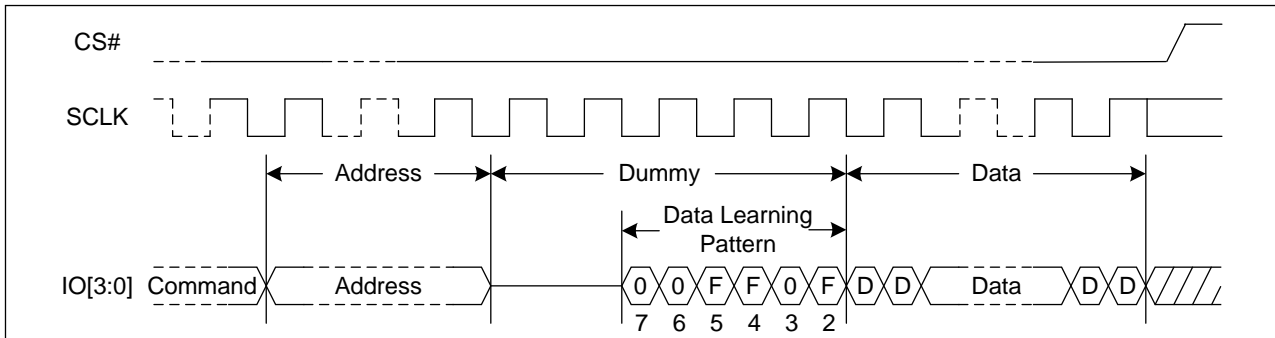 CS#
SCLK
Address Dummy Data
Data Learning
Pattern
IO[3:0] Command Address 0 0 F F 0 F D D Data D D
7 6 5 4 3 2